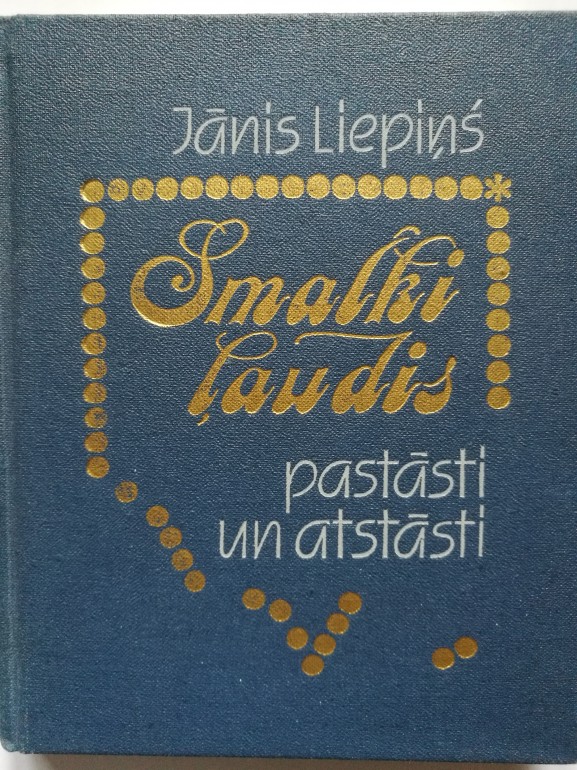 Jānis Liepiņš
Smalki
ļaudis
pastāsti
un atstāsti